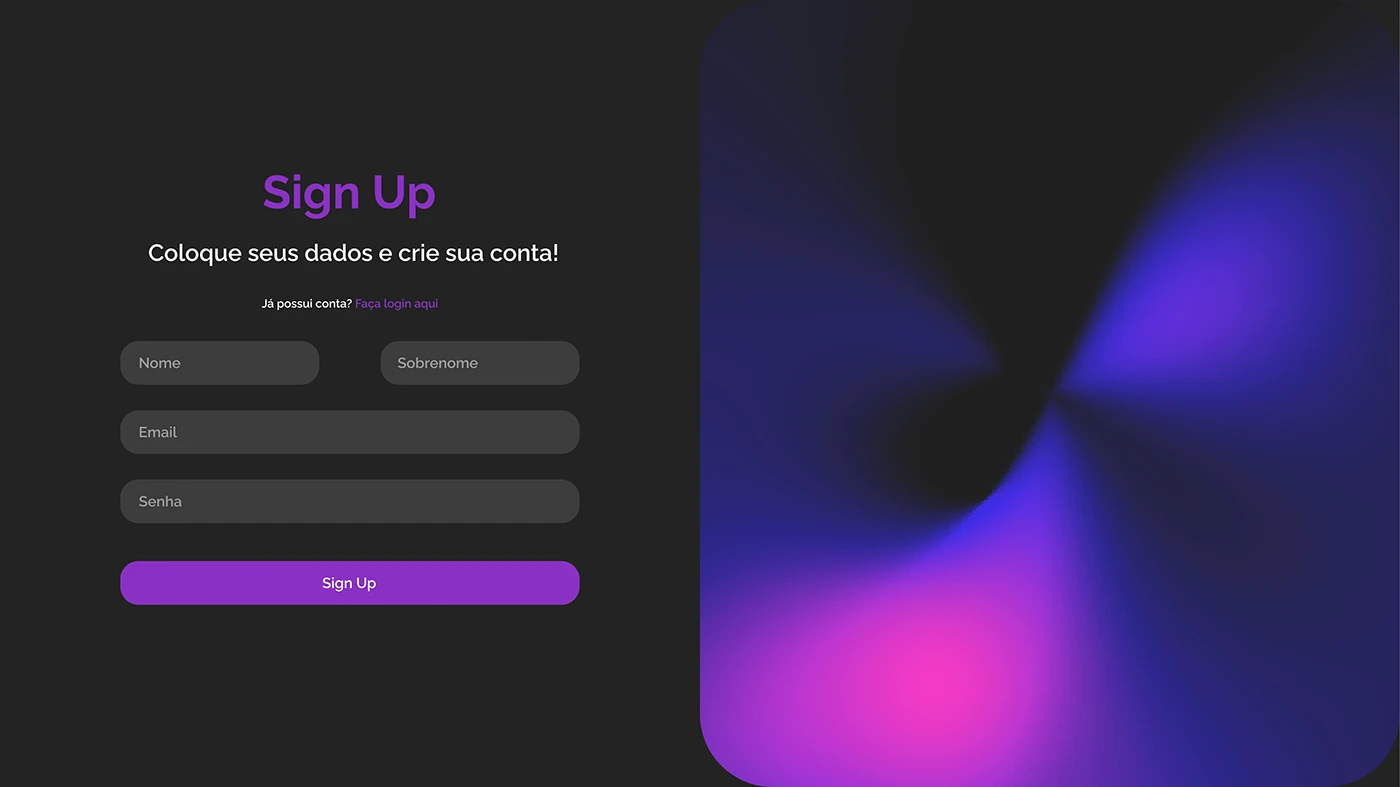 Sign Up
Coloque seus dados e crie sua conta!
Já possui conta? Faça login aqui
Nome
Sobrenome
Email
Senha
Sign Up